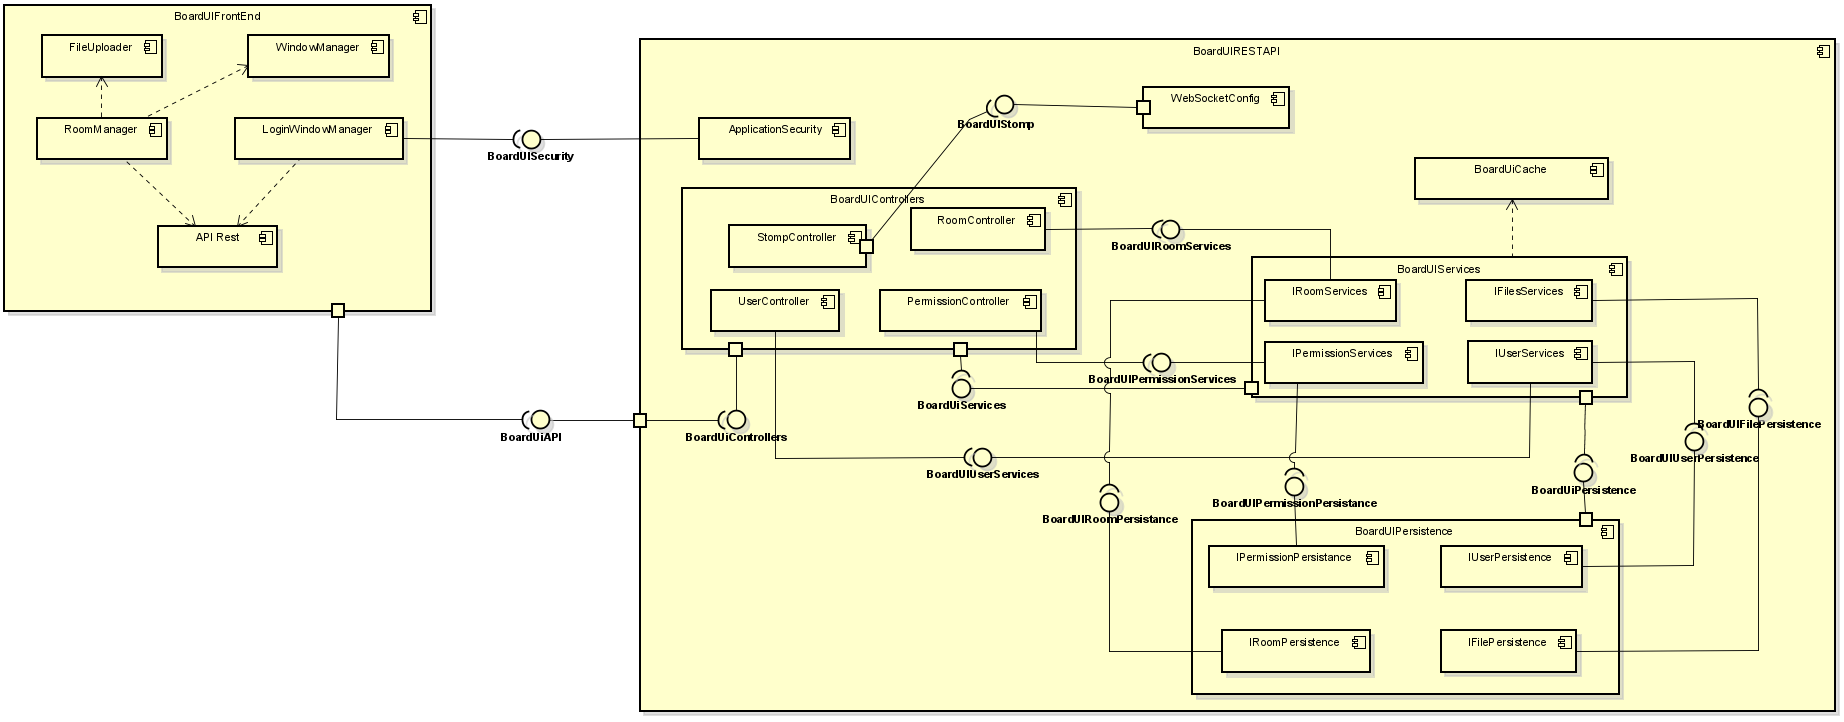 BoardUIFrontEnd
FileUploader
WindowManager
RoomManager
LoginWindowManager
API Rest
BoardUISecurity
BoardUiAPI
BoardUIRESTAPI
WebSocketConfig
BoardUIStomp
ApplicationSecurity
BoardUiCache
BoardUIControllers
RoomController
StompController
UserController
PermissionController
BoardUIRoomServices
BoardUIServices
IRoomServices
IFilesServices
IPermissionServices
IUserServices
BoardUIPermissionServices
BoardUiServices
BoardUiControllers
BoardUIUserServices
BoardUIFilePersistence
BoardUIUserPersistence
BoardUiPersistence
BoardUIPermissionPersistance
BoardUIRoomPersistance
BoardUIPersistence
IPermissionPersistance
IUserPersistence
IRoomPersistence
IFilePersistence